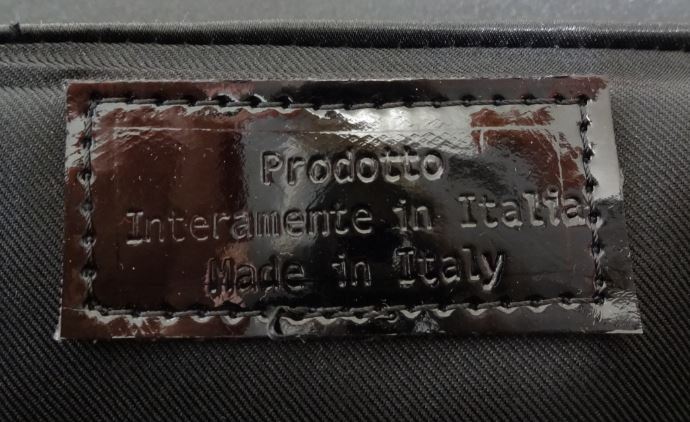 Prodotto
Interamente in Italia
Made in Italy